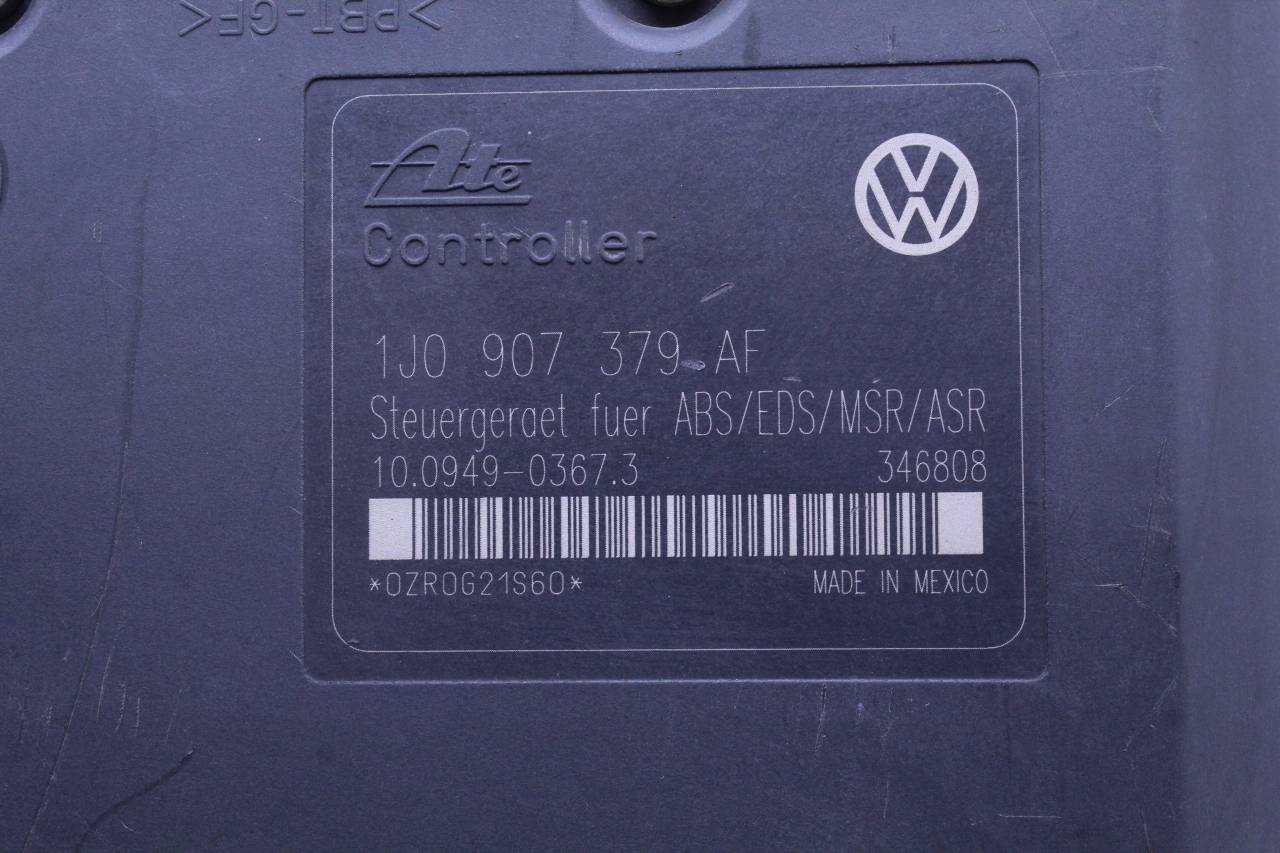 >PBT-GF<
Ate
Controller
1J0 907 379 AF
Steuergeraet fuer ABS/EDS/MSR/ASR
10.0949-0367.3 346808
*0ZR0G21S60*
MADE IN MEXICO